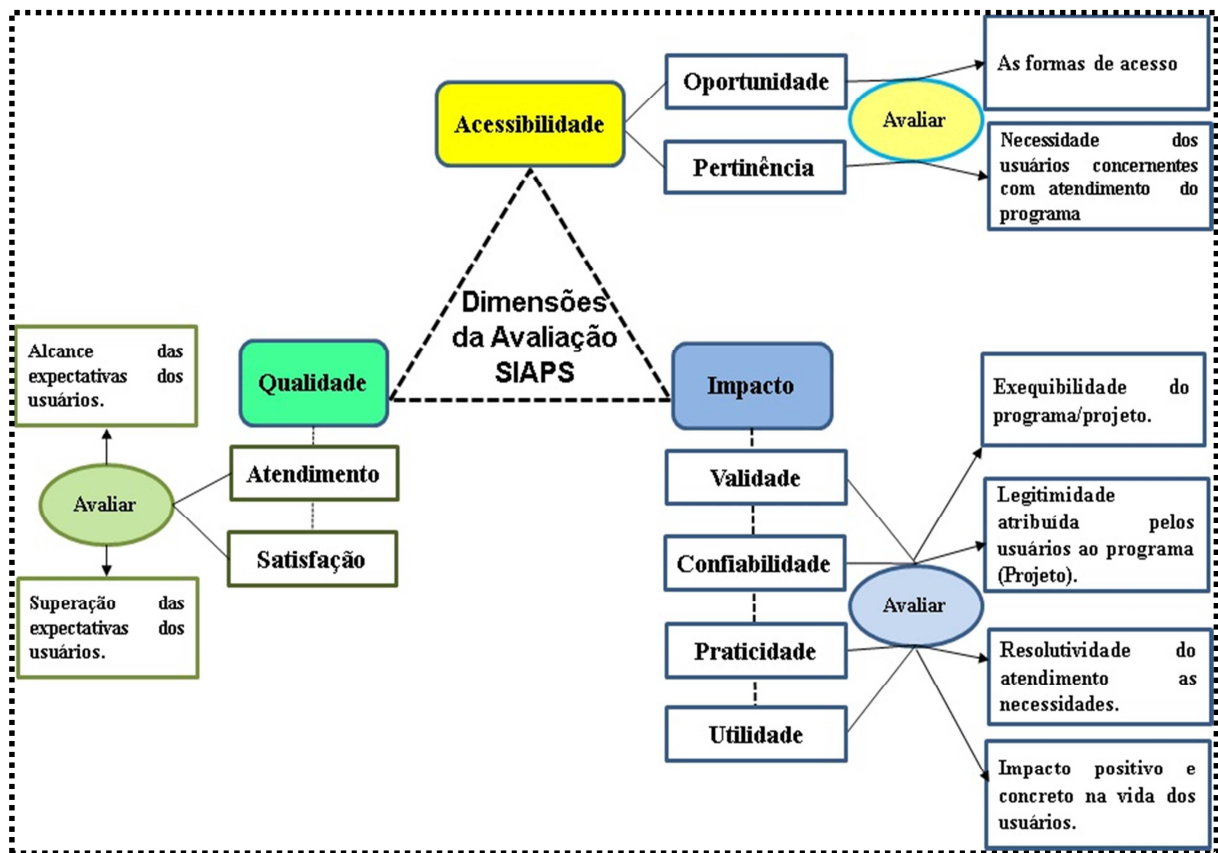 Oportunidade
As formas de acesso
Acessibilidade
Avaliar
Pertinência
Necessidade dos
usuários concernentes
com atendimento do
programa
Dimensões
da Avaliação
SIAPS
Alcance das
expectativas dos
usuários.
Qualidade
Atendimento
Avaliar
Satisfação
Superação das
expectativas dos
usuários.
Impacto
Validade
Confiabilidade
Praticidade
Utilidade
Avaliar
Exequibilidade do
programa/projeto.
Legitimidade
atribuída pelos
usuários ao programa
(Projeto).
Resolutividade do
atendimento as
necessidades.
Impacto positivo e
concreto na vida dos
usuários.